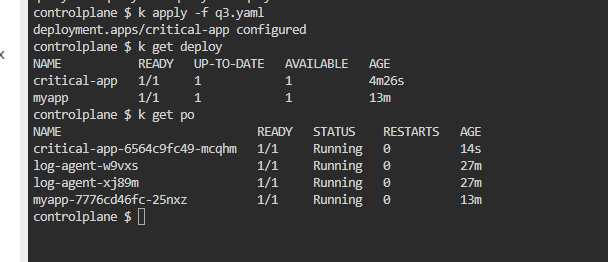 controlplane $ k apply -f q3.yaml
deployment.apps/critical-app configured
controlplane $ k get deploy
NAME           READY   UP-TO-DATE   AVAILABLE   AGE
critical-app   1/1     1            1           4m26s
myapp          1/1     1            1           13m
controlplane $ k get po
NAME                            READY   STATUS    RESTARTS   AGE
critical-app-6564c9fc49-mcqhm   1/1     Running   0          14s
log-agent-w9vxs                 1/1     Running   0          27m
log-agent-xj89m                 1/1     Running   0          27m
myapp-7776cd46fc-25nxz          1/1     Running   0          13m
controlplane $